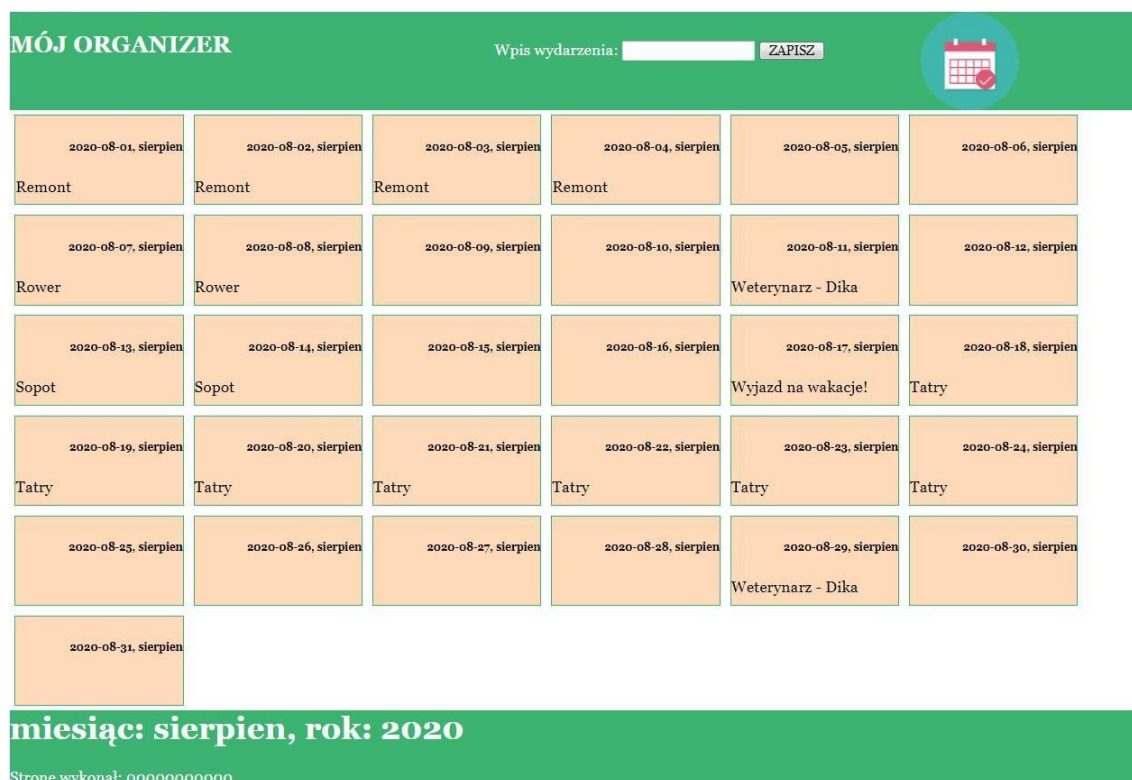 MÓJ ORGANIZER
Wpis wydarzenia: ZAPISZ
2020-08-01, sierpien
Remont
2020-08-02, sierpien
Remont
2020-08-03, sierpien
Remont
2020-08-04, sierpien
Remont
2020-08-05, sierpien
2020-08-06, sierpien
2020-08-07, sierpien
Rower
2020-08-08, sierpien
Rower
2020-08-09, sierpien
2020-08-10, sierpien
2020-08-11, sierpien
Weterynarz - Dika
2020-08-12, sierpien
2020-08-13, sierpien
Sopot
2020-08-14, sierpien
Sopot
2020-08-15, sierpien
2020-08-16, sierpien
2020-08-17, sierpien
Wyjazd na wakacje!
2020-08-18, sierpien
Tatry
2020-08-19, sierpien
Tatry
2020-08-20, sierpien
Tatry
2020-08-21, sierpien
Tatry
2020-08-22, sierpien
Tatry
2020-08-23, sierpien
Tatry
2020-08-24, sierpien
Tatry
2020-08-25, sierpien
2020-08-26, sierpien
2020-08-27, sierpien
2020-08-28, sierpien
2020-08-29, sierpien
Weterynarz - Dika
2020-08-30, sierpien
2020-08-31, sierpien
miesiąc: sierpien, rok: 2020
Stronę wykonał: 00000000000